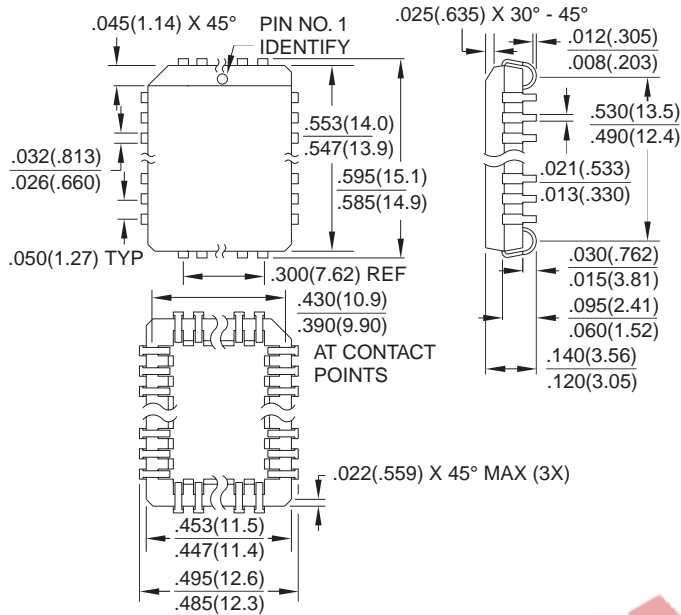 .045(1.14) X 45°
PIN NO. 1
IDENTIFY
.553(14.0)
.547(13.9)
.032(.813)
.026(.660)
.595(15.1)
.585(14.9)
.050(1.27) TYP
.300(7.62) REF
.430(10.9)
.390(9.90)
AT CONTACT
POINTS
.022(.559) X 45° MAX (3X)
.453(11.5)
.447(11.4)
.495(12.6)
.485(12.3)
.025(.635) X 30° - 45°
.012(.305)
.008(.203)
.530(13.5)
.490(12.4)
.021(.533)
.013(.330)
.030(.762)
.015(3.81)
.095(2.41)
.060(1.52)
.140(3.56)
.120(3.05)